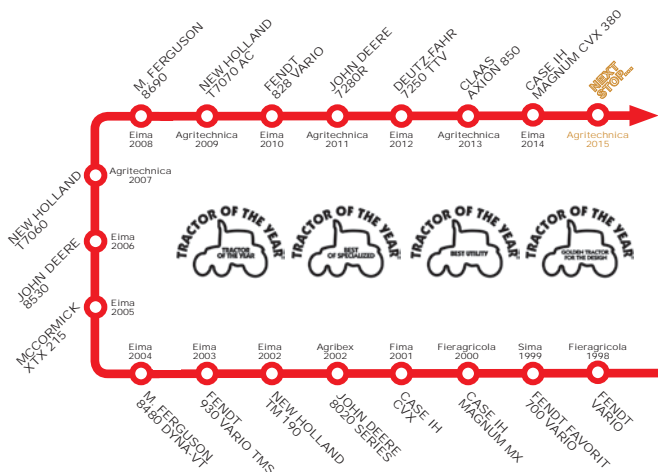 M. FERGUSON
8690
NEW HOLLAND
T7070 AC
FENDT
828 VARIO
JOHN DEERE
7280R
DEUTZ-FAHR
7250 TTV
CLAAS
AXION 850
CASE IH
MAGNUM CVX 380
NEXT
STOP...
Eima
2008
Agritechnica
2009
Eima
2010
Agritechnica
2011
Eima
2012
Agritechnica
2013
Eima
2014
Agritechnica
2015
NEW HOLLAND
T7060
Agritechnica
2007
JOHN DEERE
8530
Eima
2006
MCCORMICK
XTX 215
Eima
2005
TRACTOR OF THE YEAR
TRACTOR
OF THE YEAR
TRACTOR OF THE YEAR
BEST
OF SPECIALIZED
TRACTOR OF THE YEAR
BEST UTILITY
TRACTOR OF THE YEAR
GOLDEN TRACTOR
FOR THE DESIGN
Eima
2004
Eima
2003
Eima
2002
Agribex
2002
Fima
2001
Fieragricola
2000
Sima
1999
Fieragricola
1998
M. FERGUSON
8480 DYNA-VT
FENDT
930 VARIO TMS
NEW HOLLAND
TM 190
JOHN DEERE
8020 SERIES
CASE IH
CVX
CASE IH
MAGNUM MX
FENDT FAVORIT
700 VARIO
FENDT
VARIO